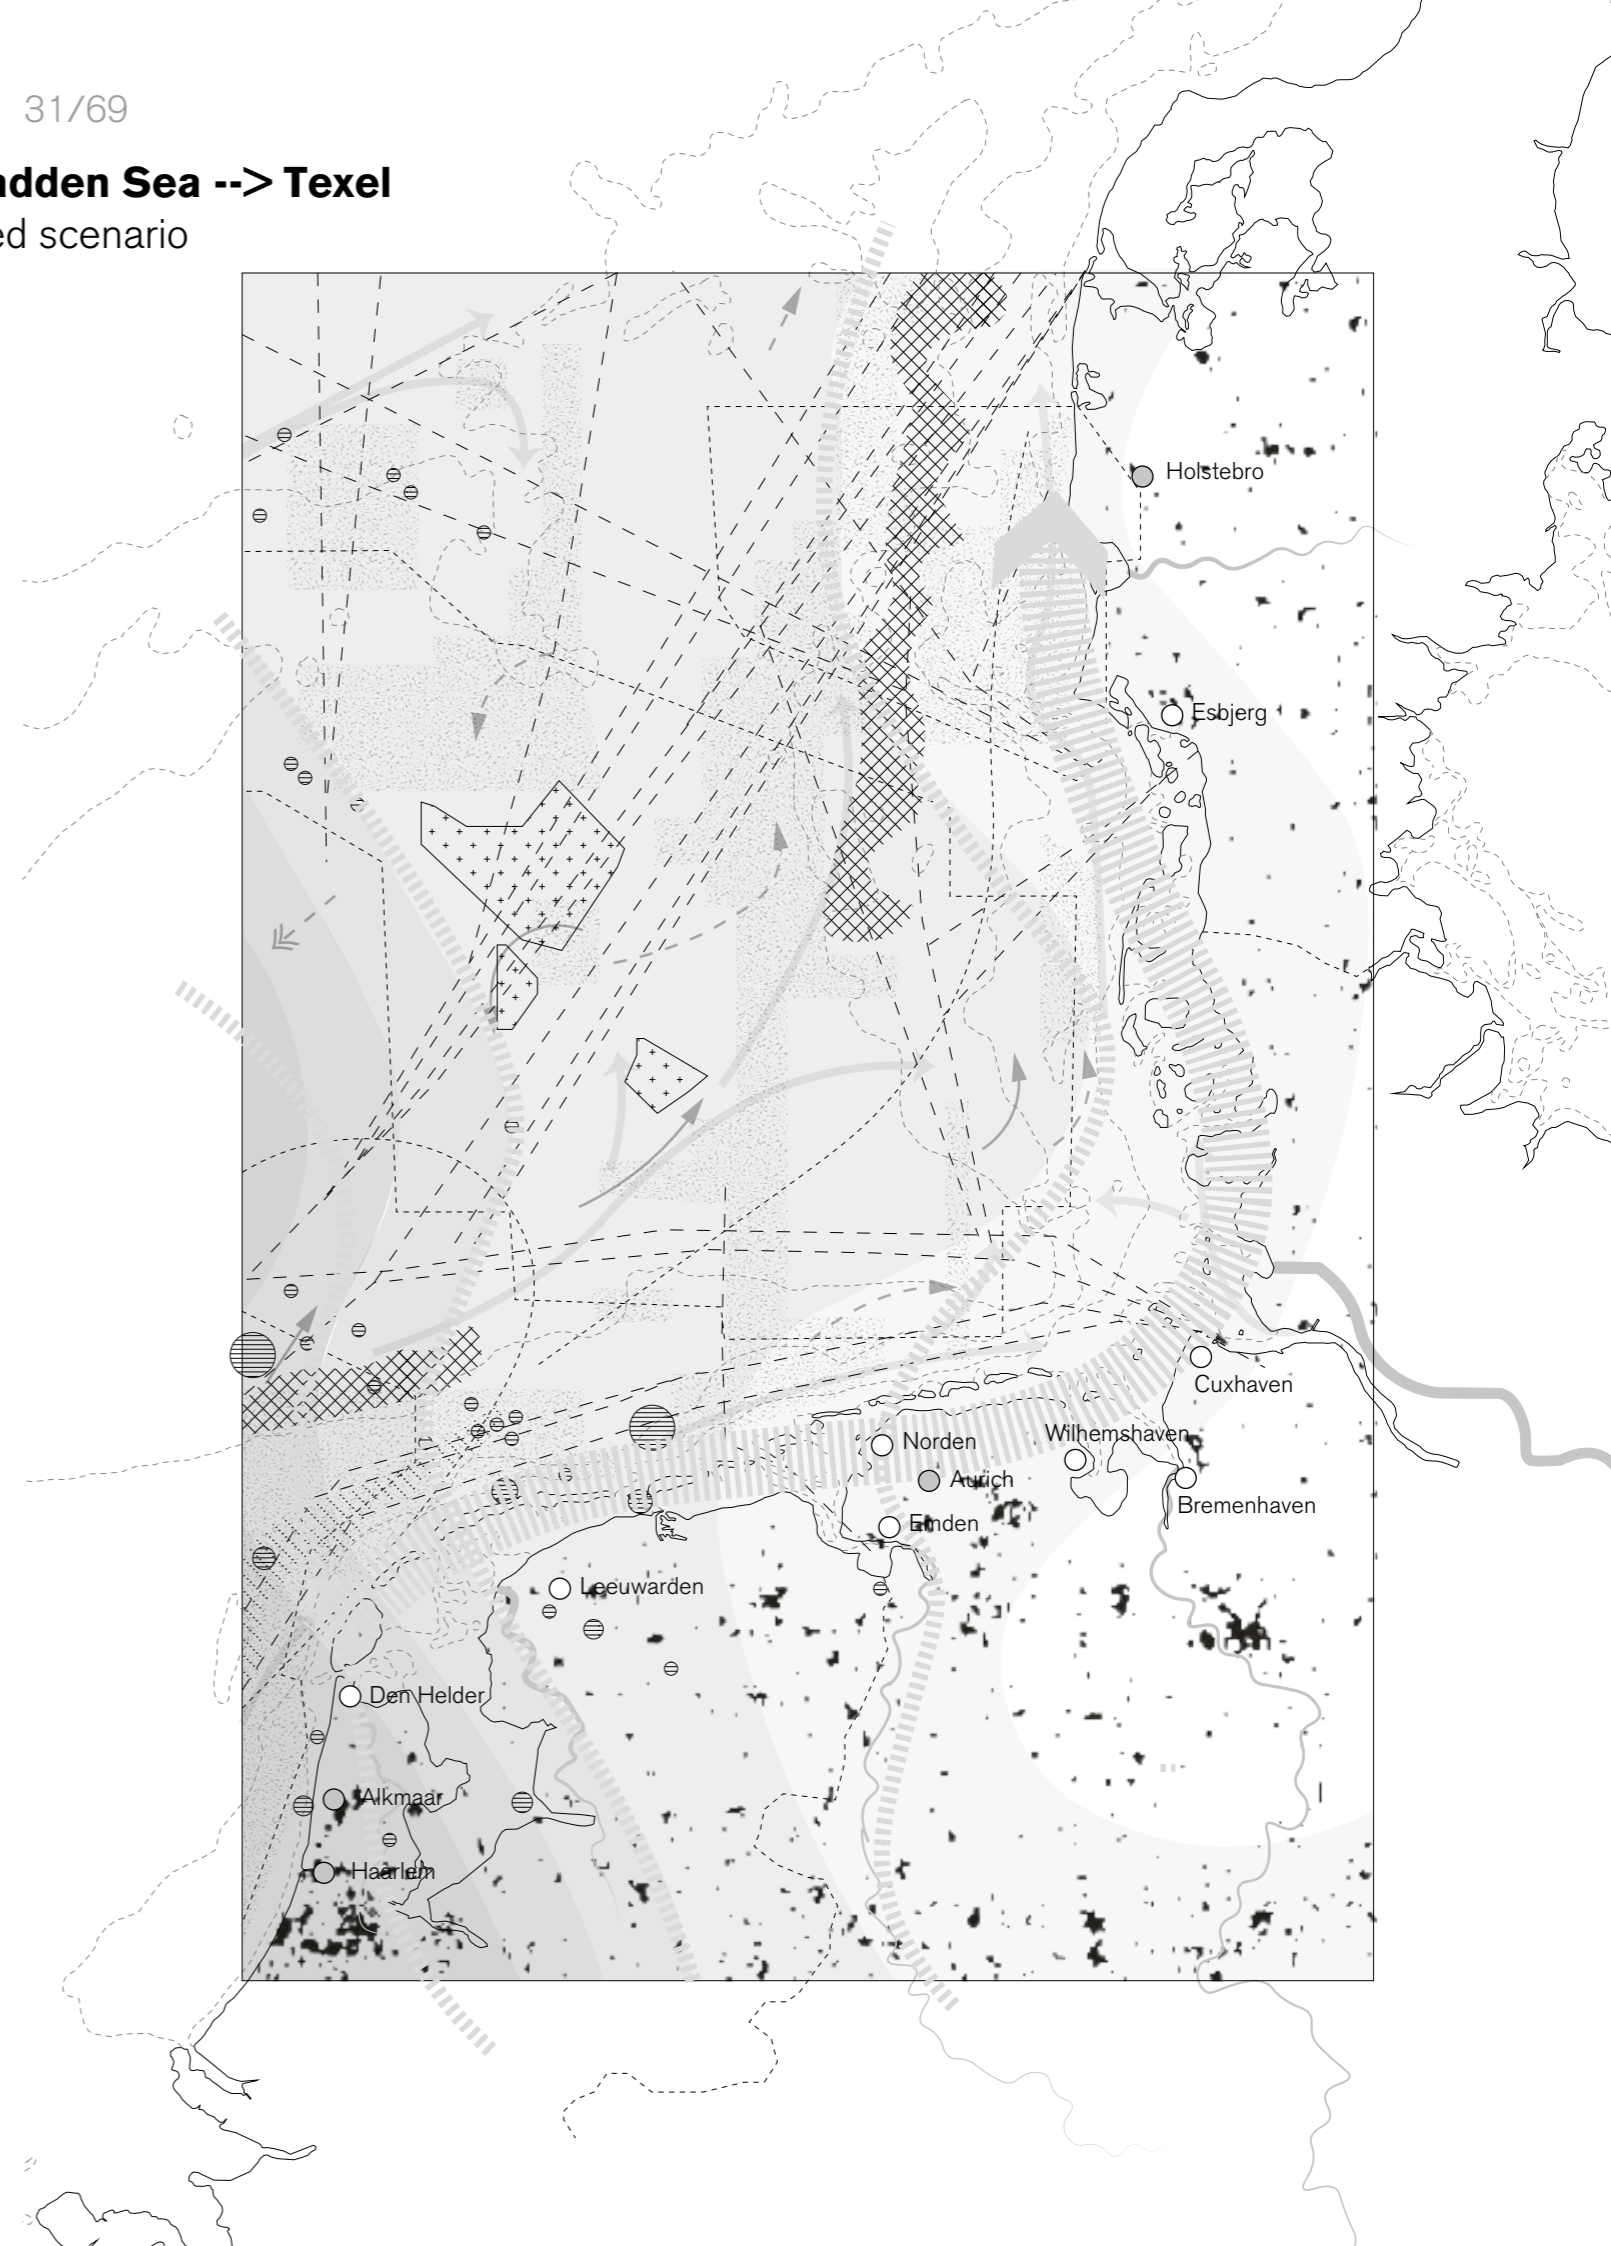 31/69
adden Sea --> Texel
ed scenario
Holstebro
Esbjerg
Cuxhaven
Wilhemshaven
Norden
Aurich
Bremenhaven
Emden
Leeuwarden
Den Helder
Alkmaar
Haarlem